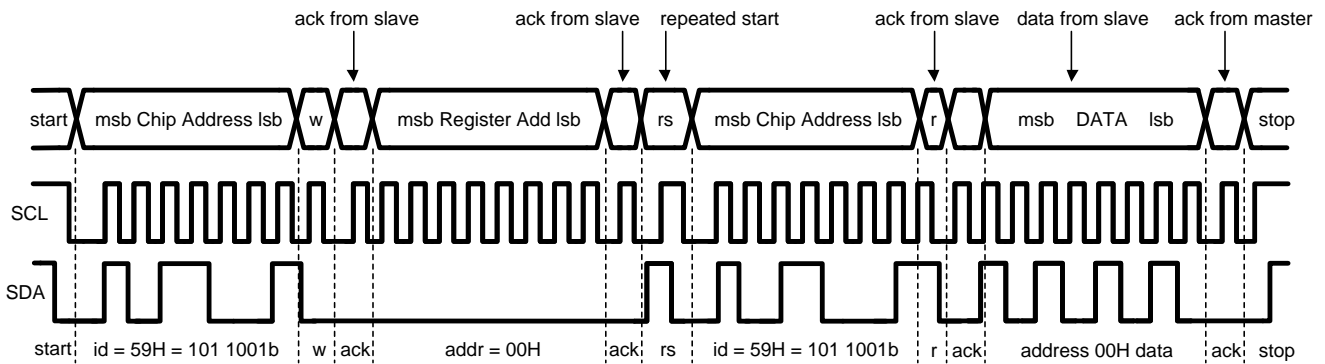 ack from slave ack from slave repeated start ack from slave data from slave ack from master
start msb Chip Address lsb w msb Register Add lsb rs msb Chip Address lsb r msb DATA lsb stop
SCL
SDA
start id = 59H = 101 1001b w ack addr = 00H ack rs id = 59H = 101 1001b r ack address 00H data ack stop